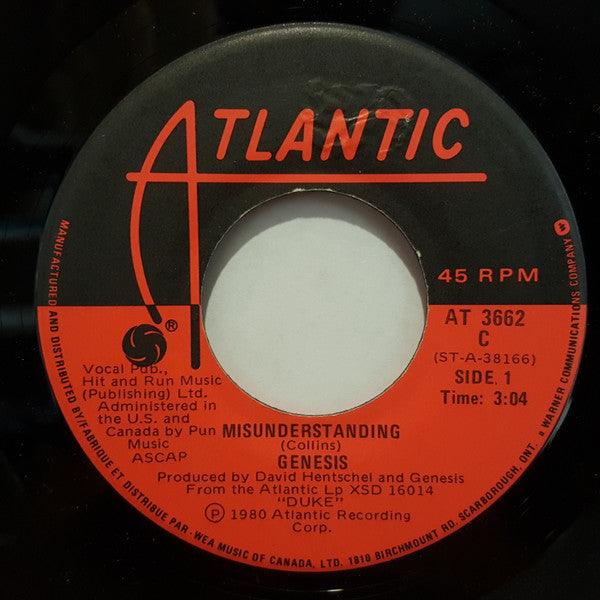 ATLANTIC
®
45 RPM
AT 3662
C
(ST-A-38166)
SIDE. 1
Time: 3:04
Vocal Pub.,
Hit and Run Music
(Publishing) Ltd.
Administered in
the U.S. and
Canada by Pun
Music
ASCAP
MISUNDERSTANDING
(Collins)
GENESIS
Produced by David Hentschel and Genesis
From the Atlantic Lp XSD 16014
"DUKE"
℗ 1980 Atlantic Recording
Corp.
MANUFACTURED AND DISTRIBUTED BY/FABRIQUE ET DISTRIBUE PAR · WEA MUSIC OF CANADA, LTD. 1810 BIRCHMOUNT RD, SCARBOROUGH, ONT. a WARNER COMMUNICATIONS COMPANY